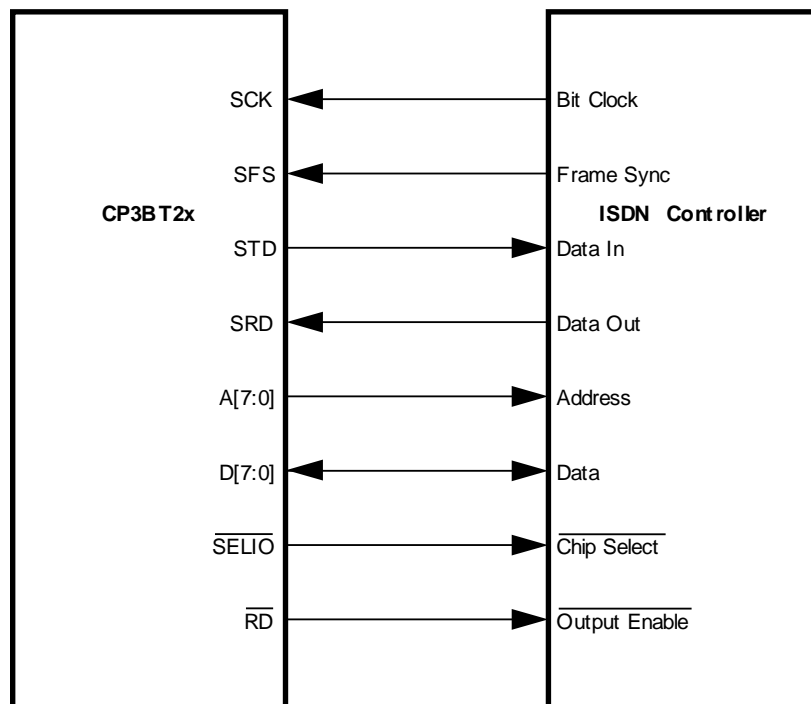 SCK Bit Clock
SFS Frame Sync
CP3BT2x ISDN Controller
STD Data In
SRD Data Out
A[7:0] Address
D[7:0] Data
SELIO Chip Select
RD Output Enable